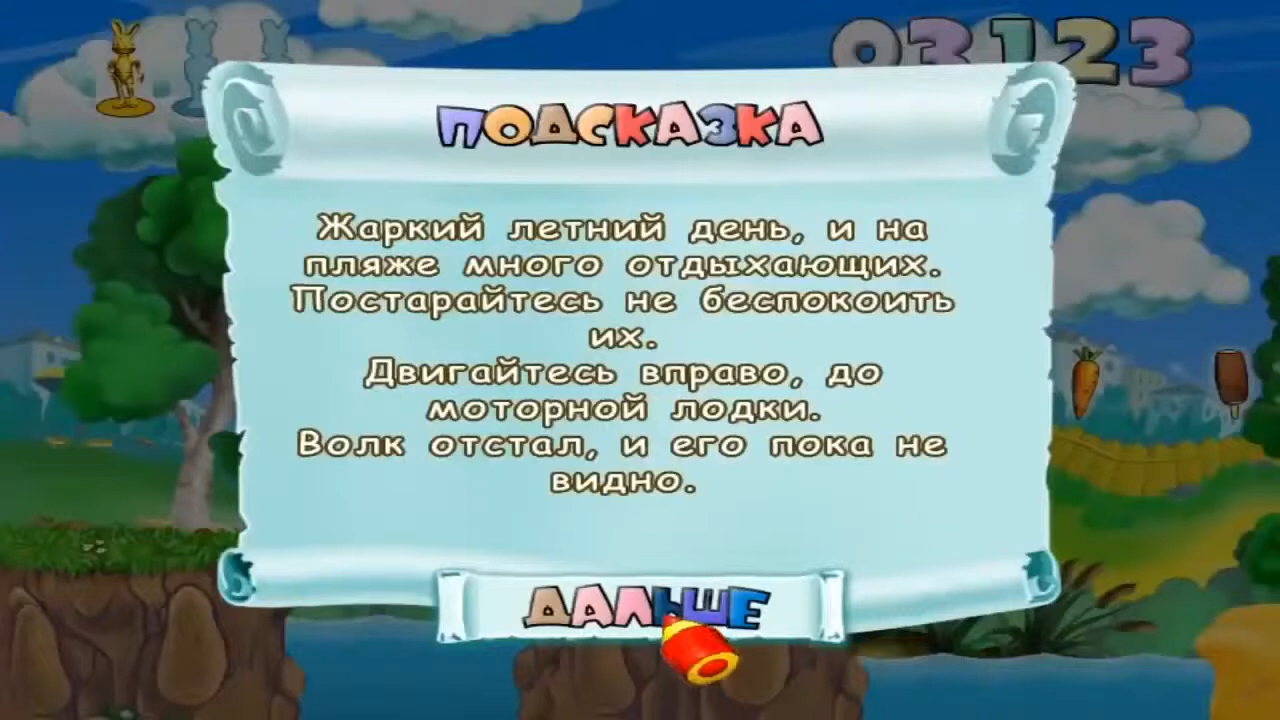 03123
ПОДСКАЗКА
Жаркий летний день, и на
пляже много отдыхающих.
Постарайтесь не беспокоить
их.
Двигайтесь вправо, до
моторной лодки.
Волк отстал, и его пока не
видно.
ДАЛЬШЕ